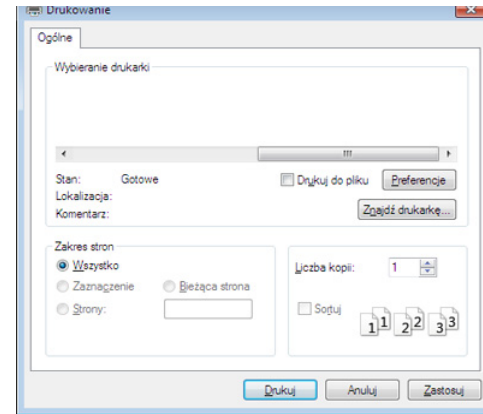 Drukowanie
Ogólne
Wybieranie drukarki
Stan: Gotowe
Lokalizacja:
Komentarz:
Drukuj do pliku
Preferencje
Znajdź drukarkę...
Zakres stron
Wszystko
Zaznaczenie
Bieżąca strona
Strony:
Liczba kopii: 1
Sortuj
1 1 2 2 3 3
Drukuj
Anuluj
Zastosuj